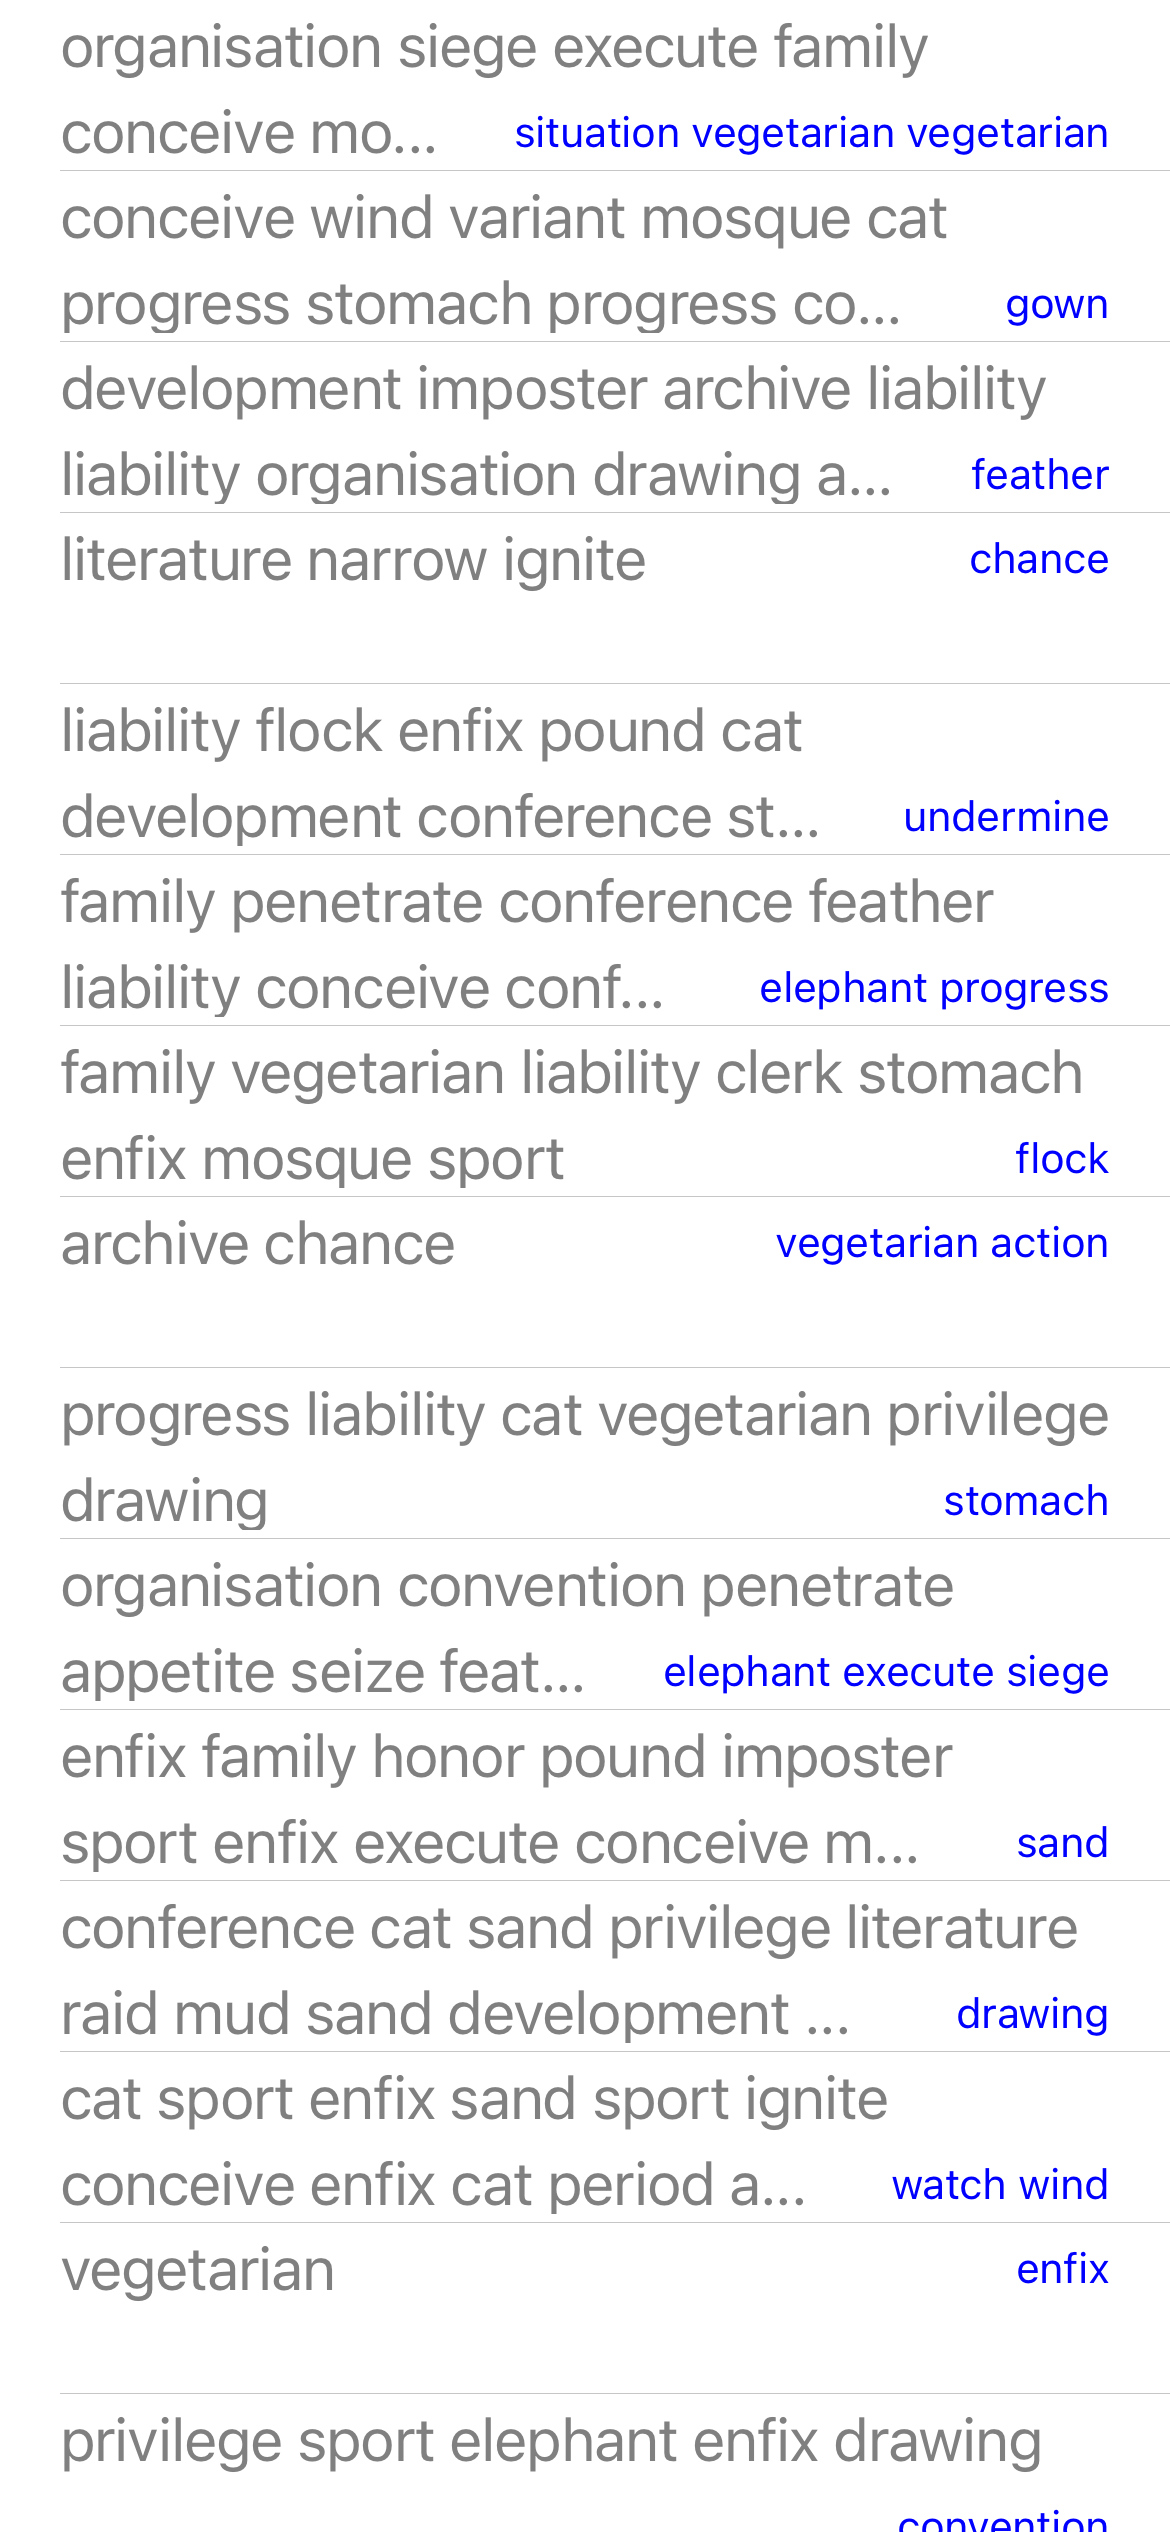 organisation siege execute family
conceive mo... situation vegetarian vegetarian
conceive wind variant mosque cat
progress stomach progress co... gown
development imposter archive liability
liability organisation drawing a... feather
literature narrow ignite chance
liability flock enfix pound cat
development conference st... undermine
family penetrate conference feather
liability conceive conf... elephant progress
family vegetarian liability clerk stomach
enfix mosque sport flock
archive chance vegetarian action
progress liability cat vegetarian privilege
drawing stomach
organisation convention penetrate
appetite seize feat... elephant execute siege
enfix family honor pound imposter
sport enfix execute conceive m... sand
conference cat sand privilege literature
raid mud sand development ... drawing
cat sport enfix sand sport ignite
conceive enfix cat period a... watch wind
vegetarian enfix
privilege sport elephant enfix drawing
convention